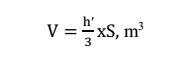 V = h′/3 xS, m³